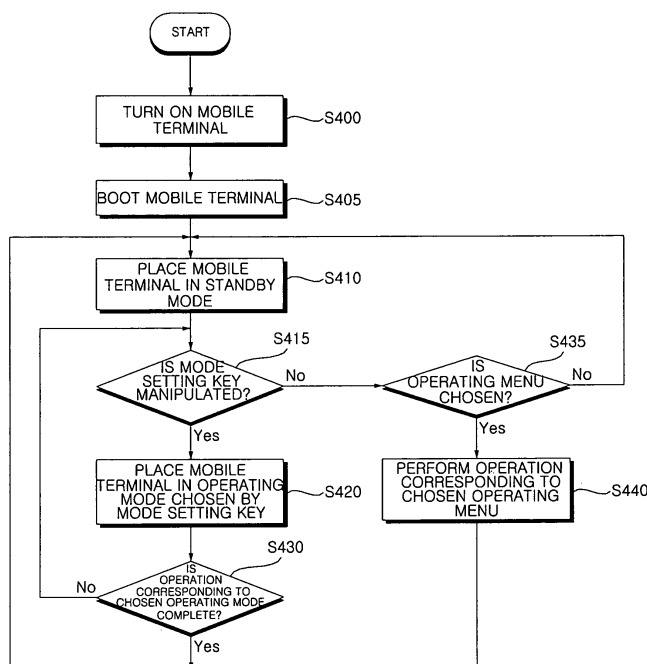 START
TURN ON MOBILE
TERMINAL
S400
BOOT MOBILE TERMINAL
S405
PLACE MOBILE
TERMINAL IN STANDBY
MODE
S410
S415
IS MODE
SETTING KEY
MANIPULATED?
No
Yes
S435
IS
OPERATING MENU
CHOSEN?
No
Yes
PLACE MOBILE
TERMINAL IN OPERATING
MODE CHOSEN BY
MODE SETTING KEY
S420
PERFORM OPERATION
CORRESPONDING TO
CHOSEN OPERATING
MENU
S440
S430
IS
OPERATION
CORRESPONDING TO
CHOSEN OPERATING MODE
COMPLETE?
No
Yes